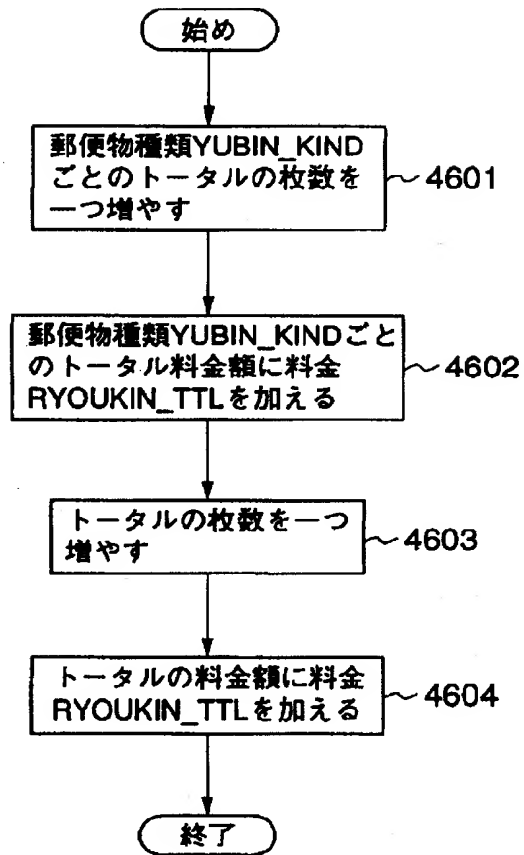 始め
郵便物種類YUBIN_KIND
ごとのトータルの枚数を
一つ増やす
4601
郵便物種類YUBIN_KINDごと
のトータル料金額に料金
RYOUKIN_TTLを加える
4602
トータルの枚数を一つ
増やす
4603
トータルの料金額に料金
RYOUKIN_TTLを加える
4604
終了